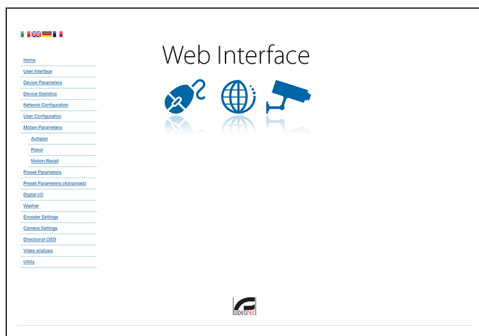 Web Interface
Home
User Interface
Device Parameters
Device Statistics
Network Configuration
User Configuration
Motion Parameters
Autopan
Patrol
Motion Recall
Preset Parameters
Preset Parameters (Advanced)
Digital I/O
Washer
Encoder Settings
Camera Settings
Directional OSD
Video analysis
Utility
VIDEOTEC